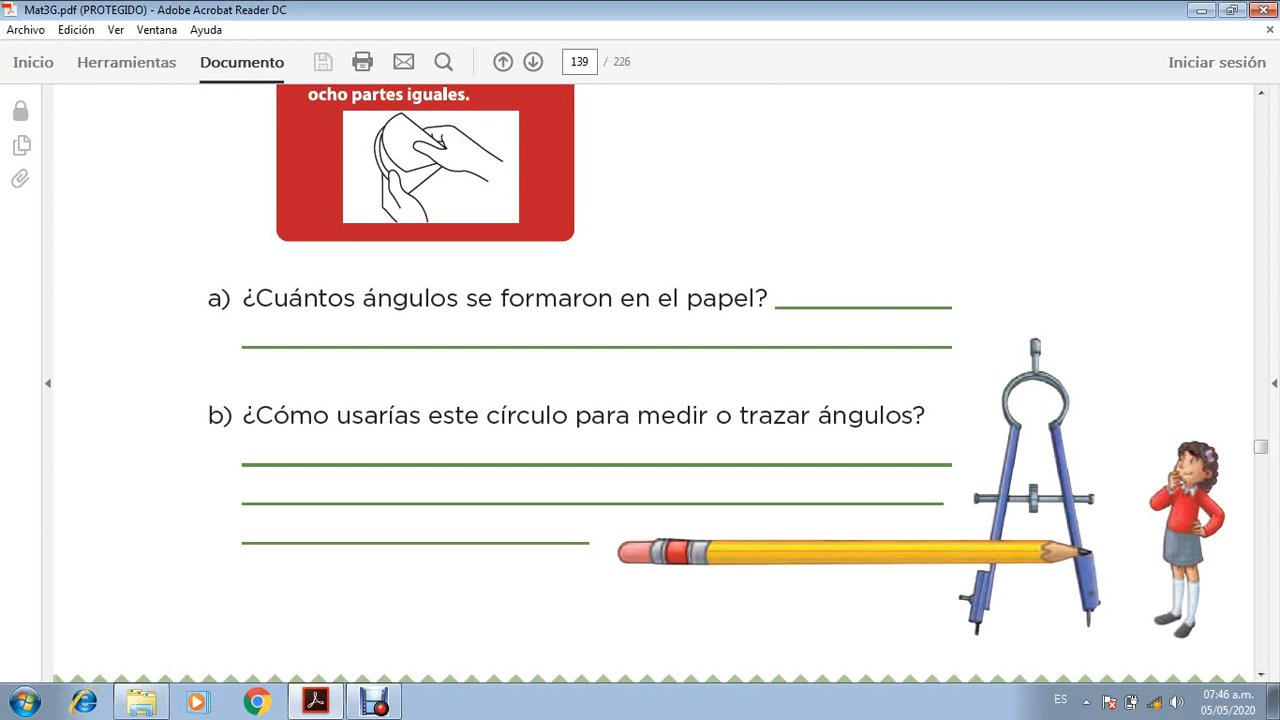 Mat3G.pdf (PROTEGIDO) - Adobe Acrobat Reader DC
Archivo Edición Ver Ventana Ayuda
Inicio Herramientas Documento 139 / 226 Iniciar sesión
ocho partes iguales.
a) ¿Cuántos ángulos se formaron en el papel?
b) ¿Cómo usarías este círculo para medir o trazar ángulos?
ES 07:46 a.m.
05/05/2020